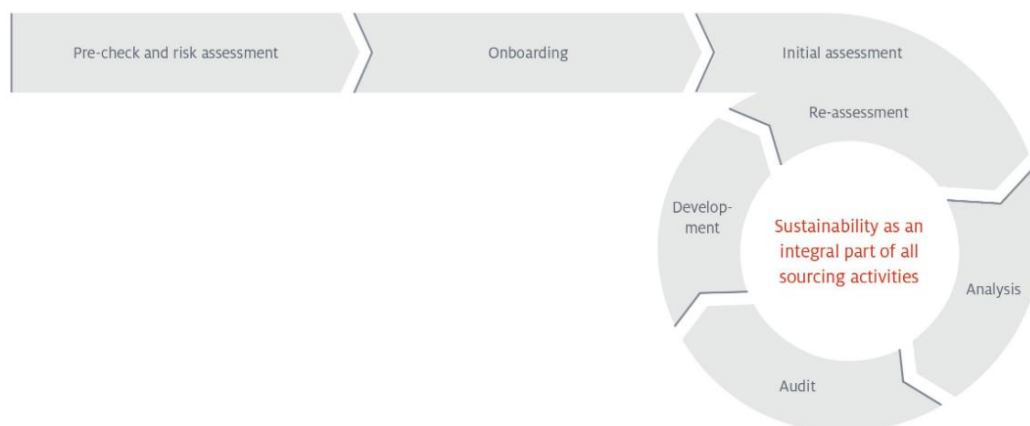 Pre-check and risk assessment
Onboarding
Initial assessment
Re-assessment
Develop-
ment
Sustainability as an
integral part of all
sourcing activities
Analysis
Audit